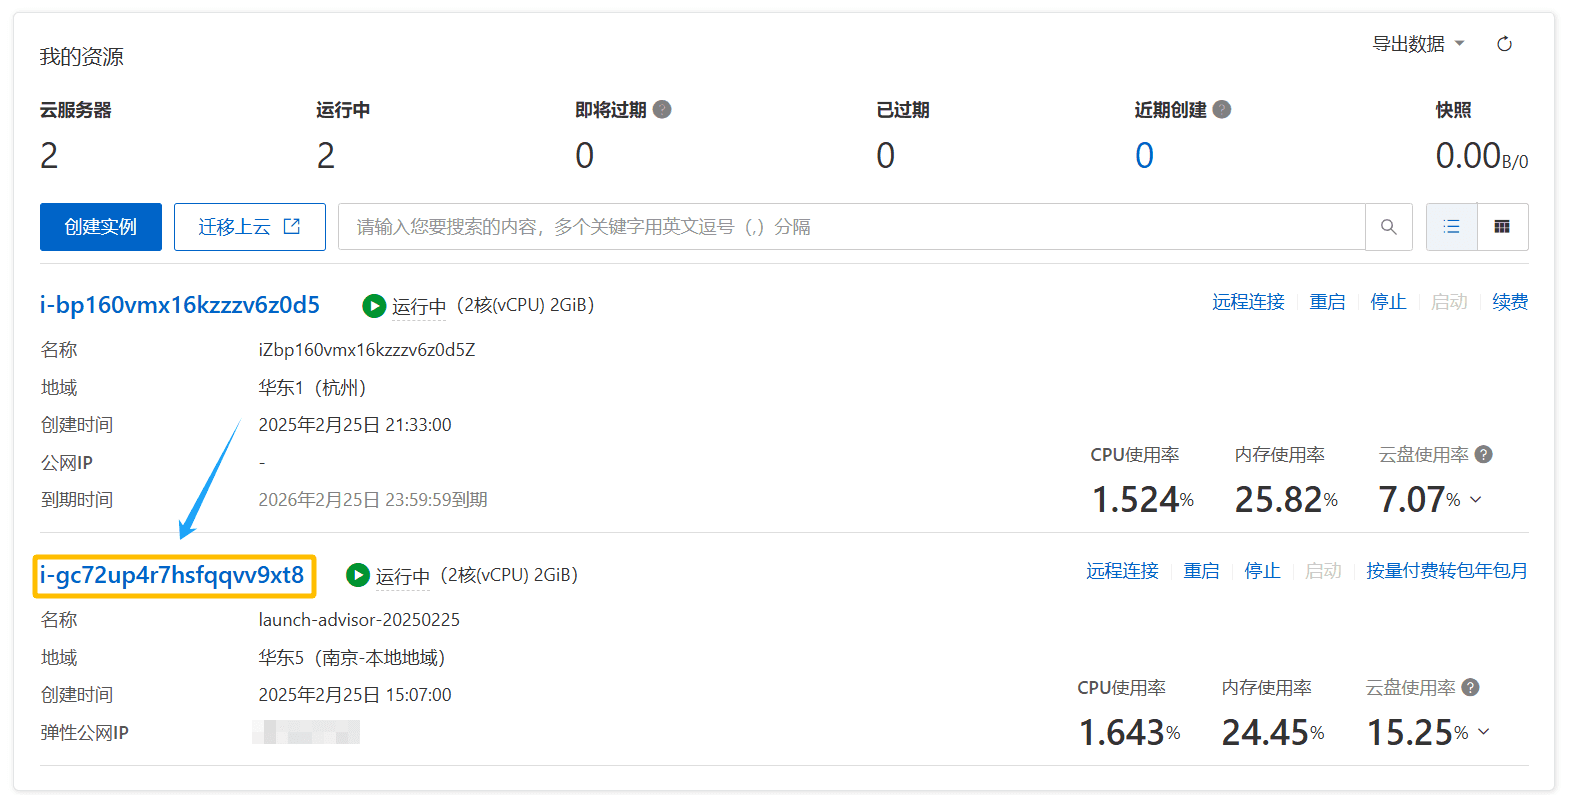 我的资源
导出数据
云服务器 运行中 即将过期 已过期 近期创建 快照
2 2 0 0 0 0.00B/0
创建实例 迁移上云 请输入您要搜索的内容，多个关键字用英文逗号（,）分隔
i-bp160vmx16kzzzv6z0d5 运行中（2核(vCPU) 2GiB） 远程连接 重启 停止 启动 续费
名称 iZbp160vmx16kzzzv6z0d5Z
地域 华东1（杭州）
创建时间 2025年2月25日 21:33:00
公网IP -
CPU使用率 内存使用率 云盘使用率
到期时间 2026年2月25日 23:59:59到期
1.524% 25.82% 7.07%
i-gc72up4r7hsfqqvv9xt8 运行中（2核(vCPU) 2GiB） 远程连接 重启 停止 启动 按量付费转包年包月
名称 launch-advisor-20250225
地域 华东5（南京-本地地域）
创建时间 2025年2月25日 15:07:00
CPU使用率 内存使用率 云盘使用率
弹性公网IP
1.643% 24.45% 15.25%